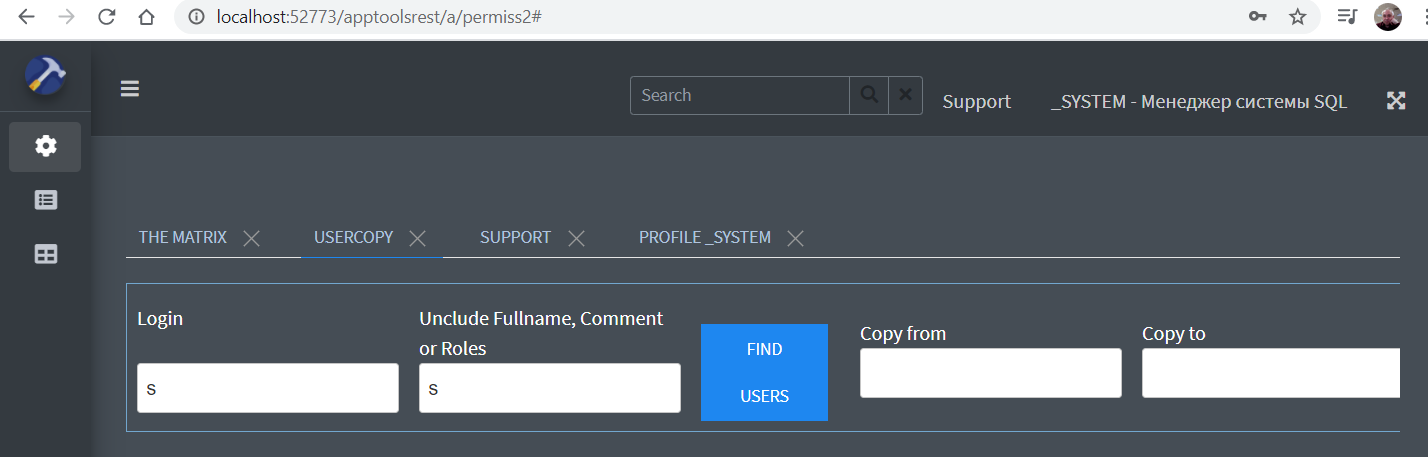 localhost:52773/apptoolsrest/a/permiss2#
Search
Support
_SYSTEM - Менеджер системы SQL
THE MATRIX
USERCOPY
SUPPORT
PROFILE _SYSTEM
Login
Unclude Fullname, Comment
or Roles
FIND
USERS
Copy from
Copy to
s
s